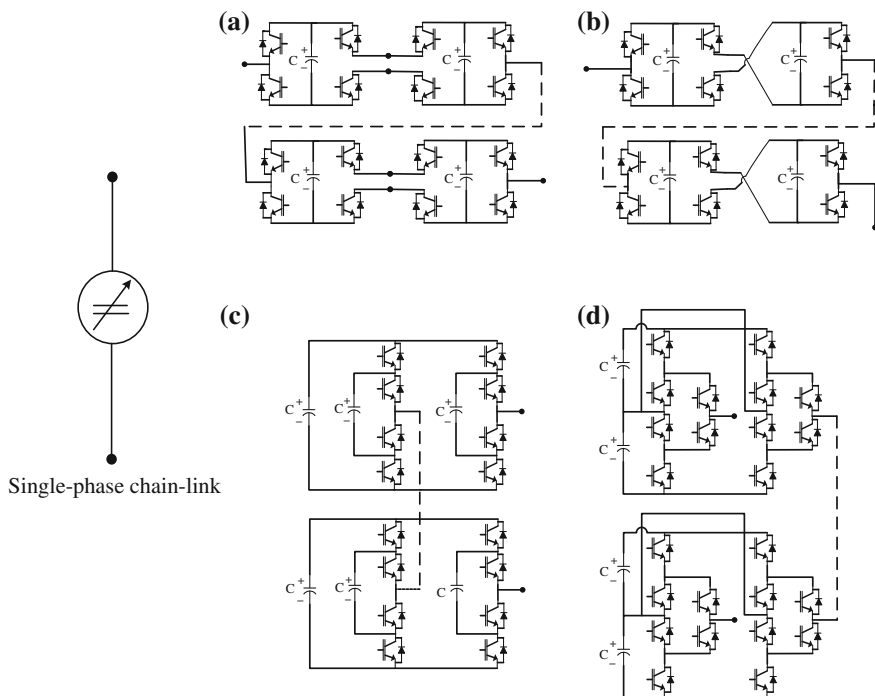 (a)
(b)
C + −
C + −
C + −
C + −
C + −
C + −
C + −
C + −
(c)
(d)
C + −
C + −
C + −
C + −
C + −
Single-phase chain-link
C + −
C + −
C
C + −
C + −